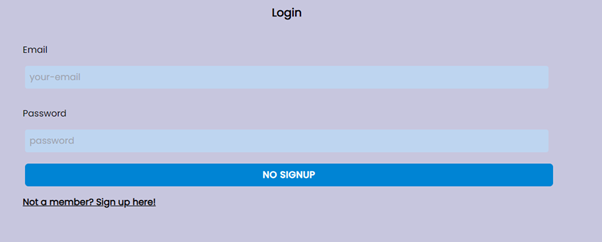 Login
Email
your-email
Password
password
NO SIGNUP
Not a member? Sign up here!